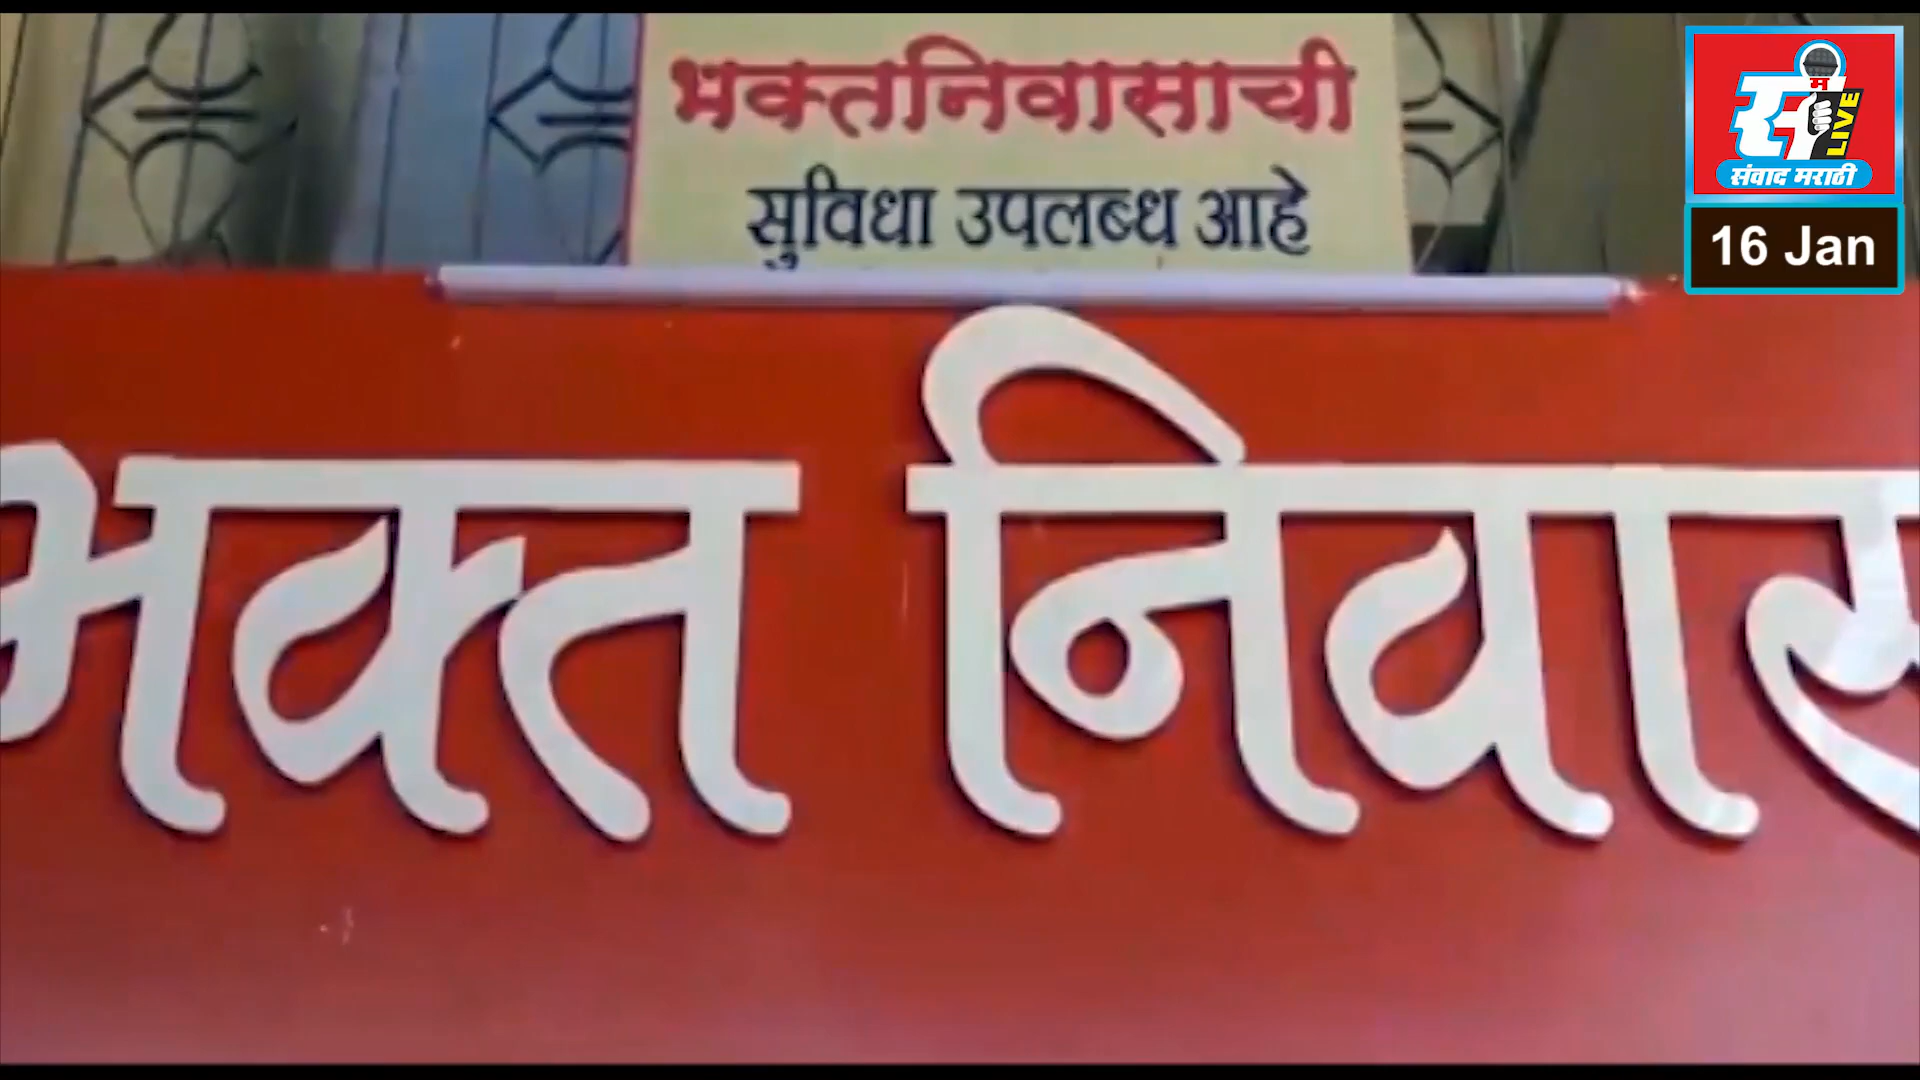 भक्तनिवासाची
सुविधा उपलब्ध आहे
स
म
LIVE
संवाद मराठी
16 Jan
भक्त निवास